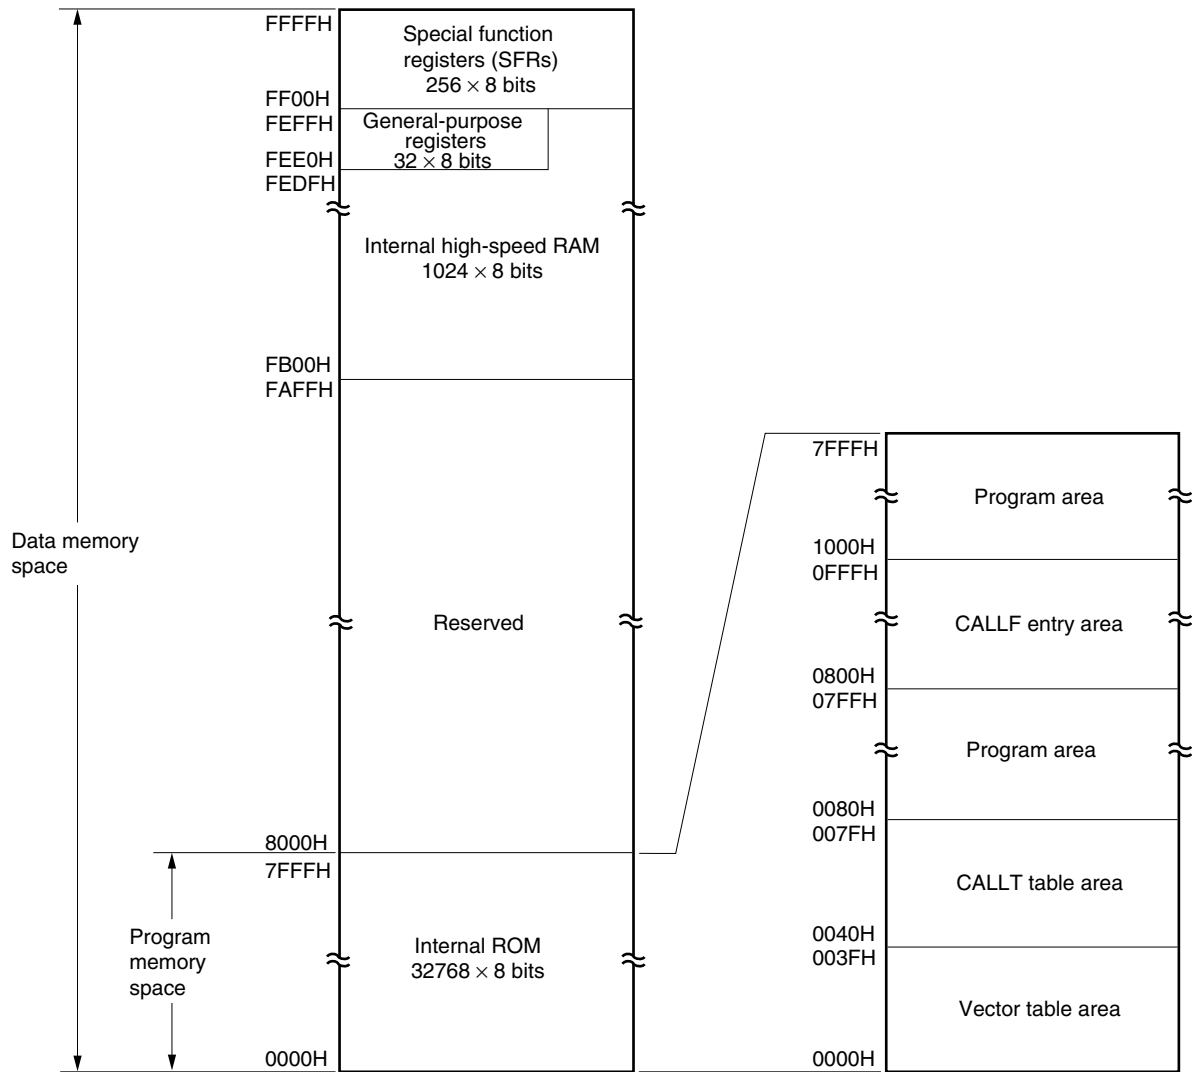 FFFFH
Special function
registers (SFRs)
256 × 8 bits
FF00H
FEFFH
General-purpose
registers
32 × 8 bits
FEE0H
FEDFH
Internal high-speed RAM
1024 × 8 bits
FB00H
FAFFH
Data memory
space
Reserved
8000H
7FFFH
Program
memory
space
Internal ROM
32768 × 8 bits
0000H
7FFFH
Program area
1000H
0FFFH
CALLF entry area
0800H
07FFH
Program area
0080H
007FH
CALLT table area
0040H
003FH
Vector table area
0000H